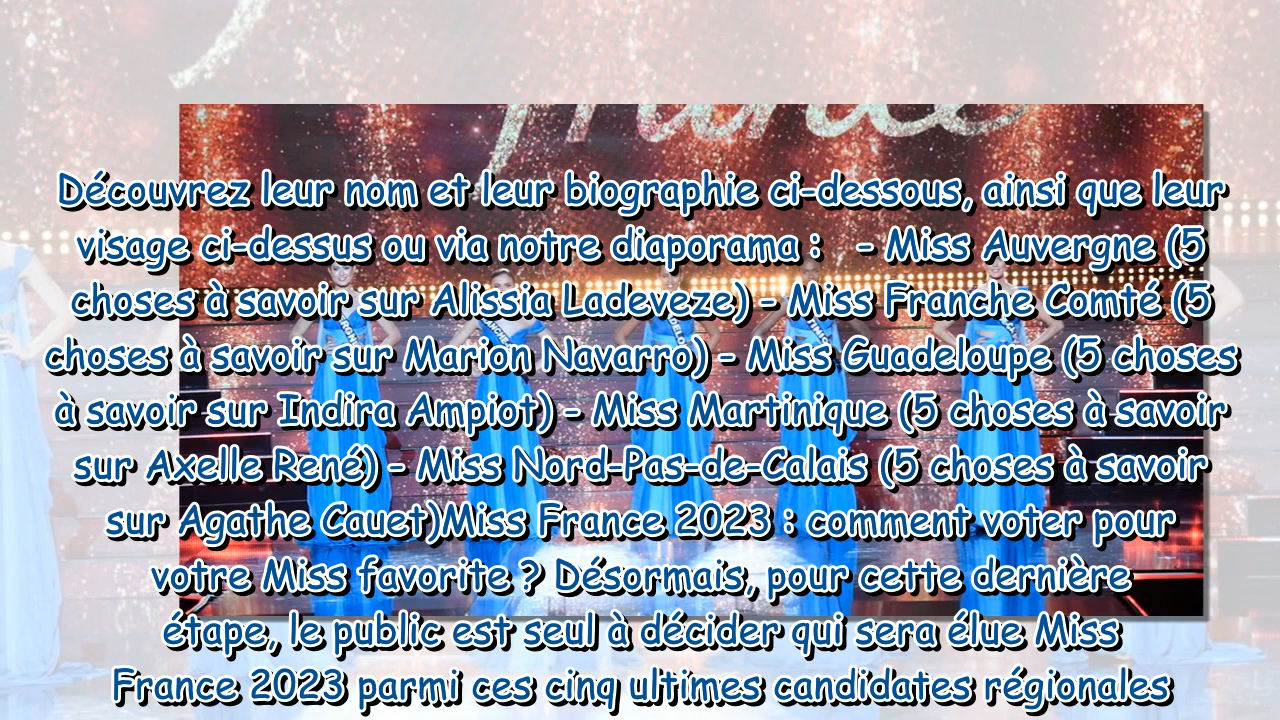 france
Découvrez leur nom et leur biographie ci-dessous, ainsi que leur
visage ci-dessus ou via notre diaporama :   - Miss Auvergne (5
choses à savoir sur Alissia Ladeveze) - Miss Franche Comté (5
choses à savoir sur Marion Navarro) - Miss Guadeloupe (5 choses
à savoir sur Indira Ampiot) - Miss Martinique (5 choses à savoir
sur Axelle René) - Miss Nord-Pas-de-Calais (5 choses à savoir
sur Agathe Cauet)Miss France 2023 : comment voter pour
votre Miss favorite ? Désormais, pour cette dernière
étape, le public est seul à décider qui sera élue Miss
France 2023 parmi ces cinq ultimes candidates régionales